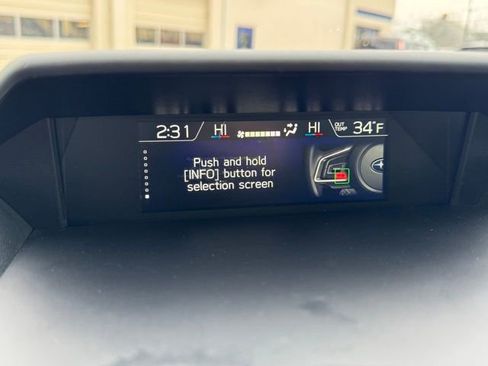 2:31 HI HI OUT TEMP 34°F
Push and hold
[INFO] button for
selection screen